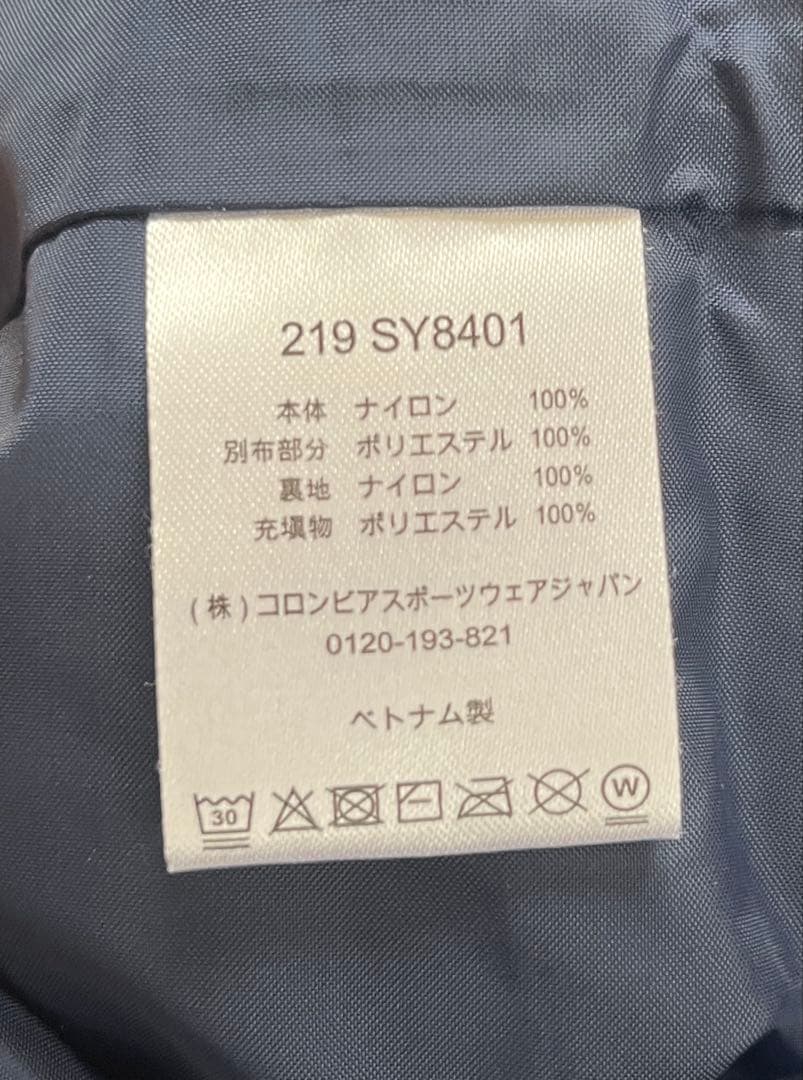 219 SY8401
本体 ナイロン 100%
別布部分 ポリエステル 100%
裏地 ナイロン 100%
充塡物 ポリエステル 100%
(株)コロンビアスポーツウェアジャパン
0120-193-821
ベトナム製
30 W